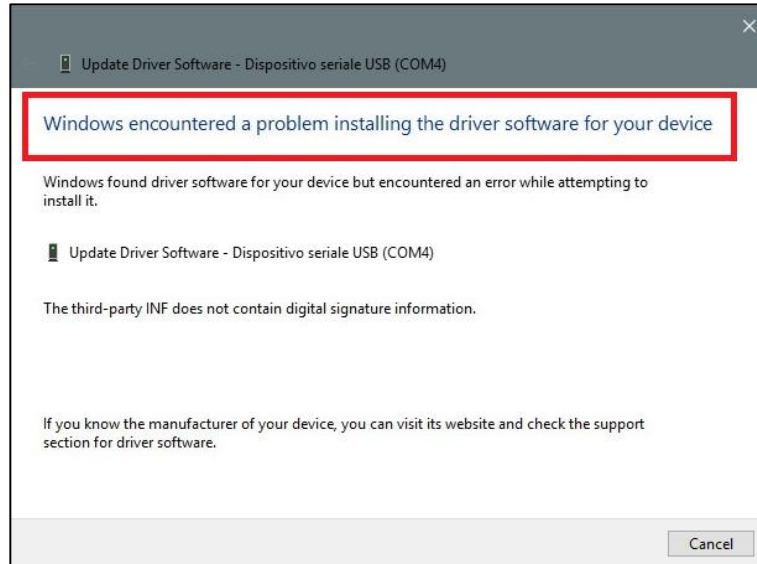 Update Driver Software - Dispositivo seriale USB (COM4)
Windows encountered a problem installing the driver software for your device
Windows found driver software for your device but encountered an error while attempting to
install it.
Update Driver Software - Dispositivo seriale USB (COM4)
The third-party INF does not contain digital signature information.
If you know the manufacturer of your device, you can visit its website and check the support
section for driver software.
Cancel